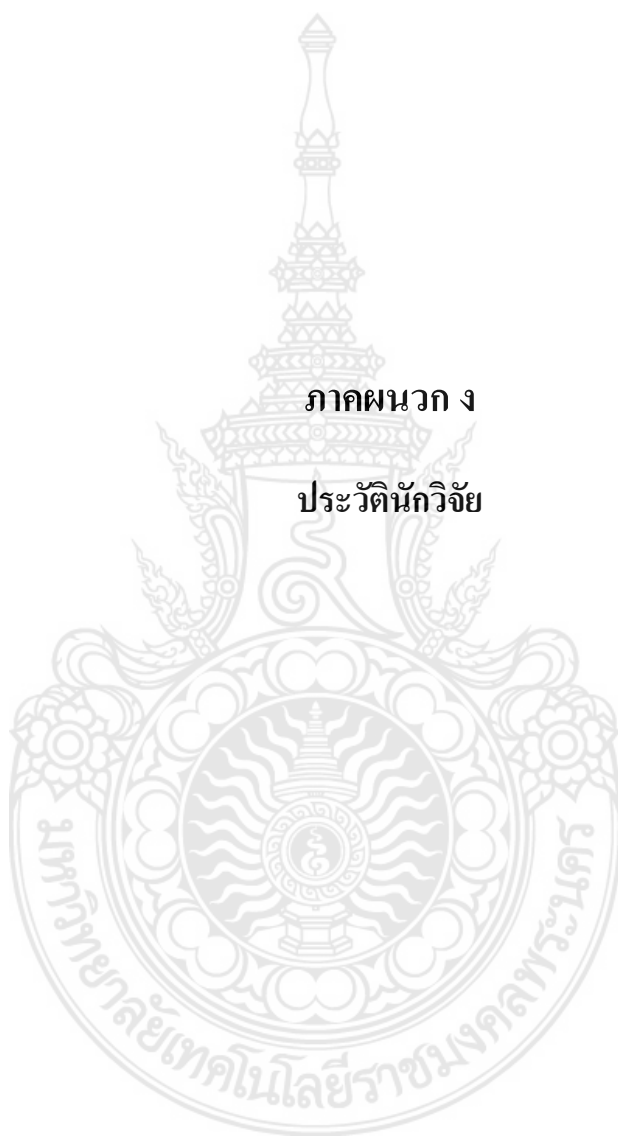 ภาคผนวก ง
ประวัตินักวิจัย
มหาวิทยาลัยเทคโนโลยีราชมงคลพระนคร